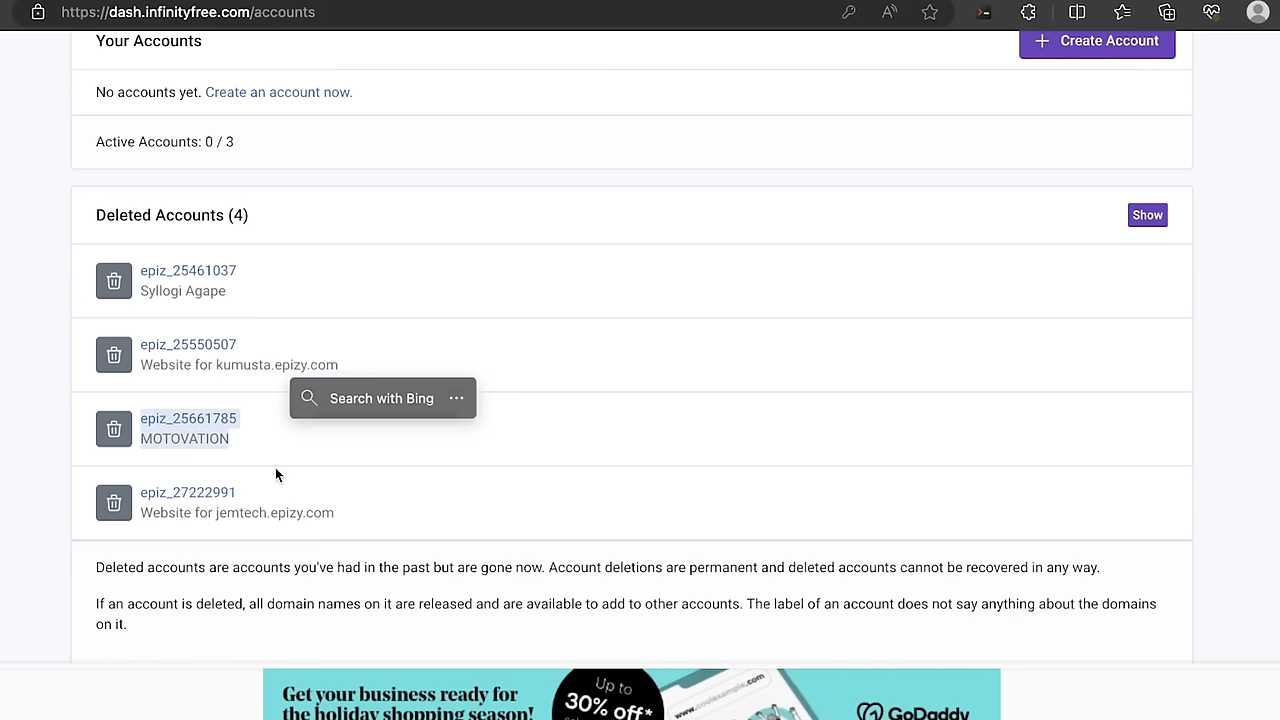 https://dash.infinityfree.com/accounts
Your Accounts
Create Account
No accounts yet. Create an account now.
Active Accounts: 0 / 3
Deleted Accounts (4)
Show
epiz_25461037
Syllogi Agape
epiz_25550507
Website for kumusta.epizy.com
Search with Bing
epiz_25661785
MOTOVATION
epiz_27222991
Website for jemtech.epizy.com
Deleted accounts are accounts you've had in the past but are gone now. Account deletions are permanent and deleted accounts cannot be recovered in any way.
If an account is deleted, all domain names on it are released and are available to add to other accounts. The label of an account does not say anything about the domains
on it.
Get your business ready for
the holiday shopping season!
Up to
30% off*
www.coolexample.com
GoDaddy